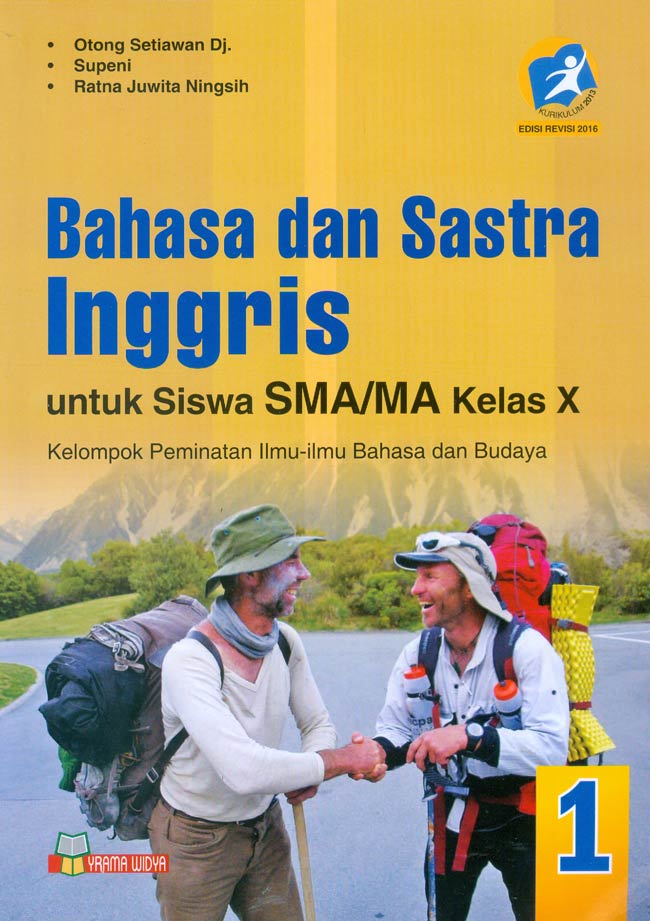 • Otong Setiawan Dj.
• Supeni
• Ratna Juwita Ningsih
KURIKULUM 2013
EDISI REVISI 2016
Bahasa dan Sastra
Inggris
untuk Siswa SMA/MA Kelas X
Kelompok Peminatan Ilmu-ilmu Bahasa dan Budaya
1
YRAMA WIDYA